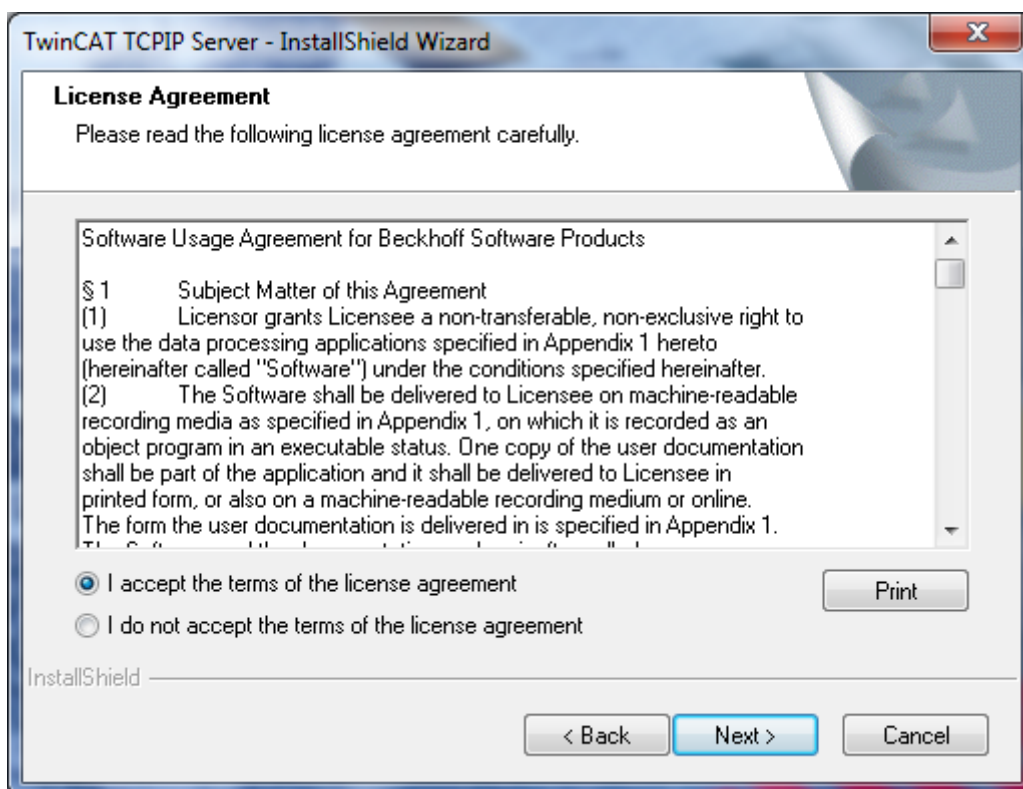 TwinCAT TCPIP Server - InstallShield Wizard
License Agreement
Please read the following license agreement carefully.
Software Usage Agreement for Beckhoff Software Products
§ 1 Subject Matter of this Agreement
(1) Licensor grants Licensee a non-transferable, non-exclusive right to
use the data processing applications specified in Appendix 1 hereto
(hereinafter called "Software") under the conditions specified hereinafter.
(2) The Software shall be delivered to Licensee on machine-readable
recording media as specified in Appendix 1, on which it is recorded as an
object program in an executable status. One copy of the user documentation
shall be part of the application and it shall be delivered to Licensee in
printed form, or also on a machine-readable recording medium or online.
The form the user documentation is delivered in is specified in Appendix 1.
I accept the terms of the license agreement
Print
I do not accept the terms of the license agreement
InstallShield
< Back
Next >
Cancel